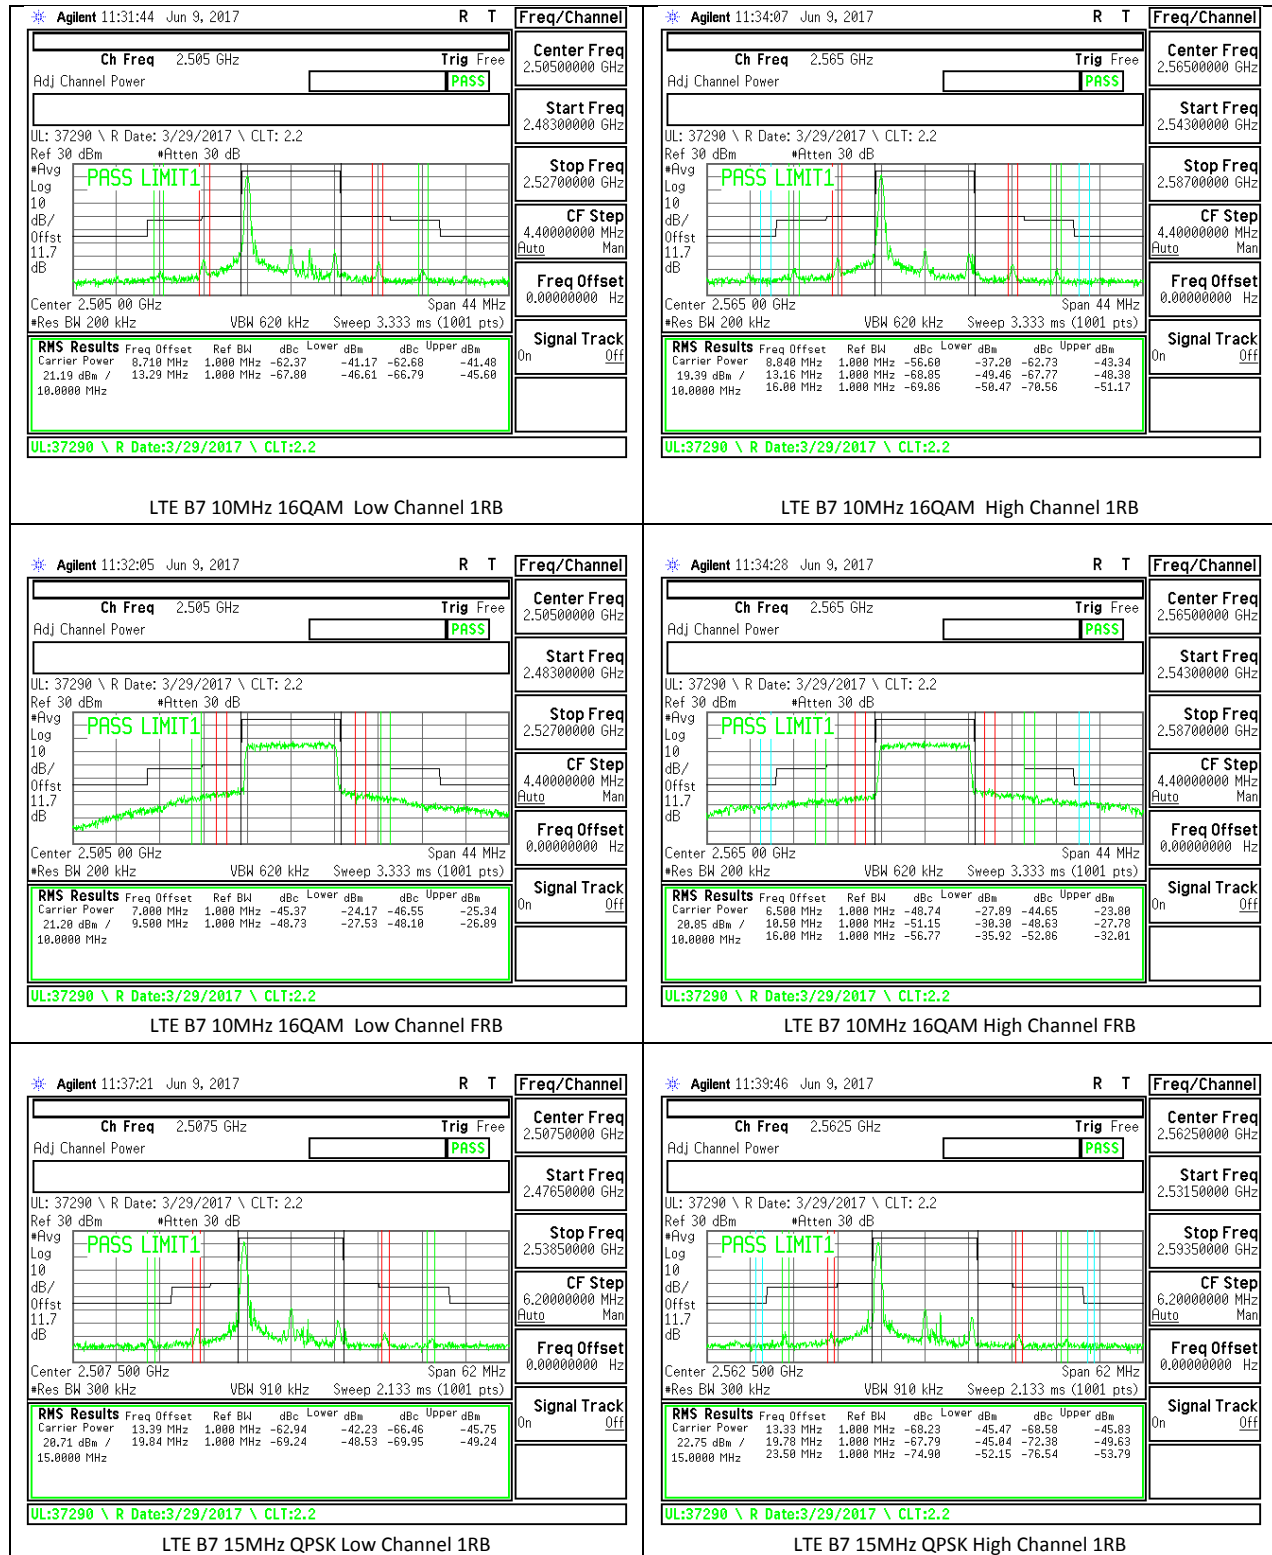 Agilent 11:31:44 Jun 9, 2017 R T Freq/Channel
Ch Freq 2.505 GHz Trig Free
Adj Channel Power PASS
Center Freq
2.50500000 GHz
Start Freq
2.48300000 GHz
Stop Freq
2.52700000 GHz
CF Step
4.40000000 MHz
Auto Man
Freq Offset
0.00000000 Hz
Signal Track
On Off
UL: 37290 \ R Date: 3/29/2017 \ CLT: 2.2
Ref 30 dBm #Atten 30 dB
#Avg
Log
10
dB/
Offst
11.7
dB
PASS LIMIT1
Center 2.505 00 GHz Span 44 MHz
#Res BW 200 kHz VBW 620 kHz Sweep 3.333 ms (1001 pts)
RMS Results Freq Offset Ref BW dBc Lower dBm dBc Upper dBm
Carrier Power 8.710 MHz 1.000 MHz -62.37 -41.17 -62.68 -41.48
21.19 dBm / 13.29 MHz 1.000 MHz -67.80 -46.61 -66.79 -45.60
10.0000 MHz
UL:37290 \ R Date:3/29/2017 \ CLT:2.2
LTE B7 10MHz 16QAM Low Channel 1RB
Agilent 11:34:07 Jun 9, 2017 R T Freq/Channel
Ch Freq 2.565 GHz Trig Free
Adj Channel Power PASS
Center Freq
2.56500000 GHz
Start Freq
2.54300000 GHz
Stop Freq
2.58700000 GHz
CF Step
4.40000000 MHz
Auto Man
Freq Offset
0.00000000 Hz
Signal Track
On Off
UL: 37290 \ R Date: 3/29/2017 \ CLT: 2.2
Ref 30 dBm #Atten 30 dB
#Avg
Log
10
dB/
Offst
11.7
dB
PASS LIMIT1
Center 2.565 00 GHz Span 44 MHz
#Res BW 200 kHz VBW 620 kHz Sweep 3.333 ms (1001 pts)
RMS Results Freq Offset Ref BW dBc Lower dBm dBc Upper dBm
Carrier Power 8.840 MHz 1.000 MHz -56.60 -37.20 -62.73 -43.34
19.39 dBm / 13.16 MHz 1.000 MHz -68.85 -49.46 -67.77 -48.38
10.0000 MHz 16.00 MHz 1.000 MHz -69.86 -50.47 -70.56 -51.17
UL:37290 \ R Date:3/29/2017 \ CLT:2.2
LTE B7 10MHz 16QAM High Channel 1RB
Agilent 11:32:05 Jun 9, 2017 R T Freq/Channel
Ch Freq 2.505 GHz Trig Free
Adj Channel Power PASS
Center Freq
2.50500000 GHz
Start Freq
2.48300000 GHz
Stop Freq
2.52700000 GHz
CF Step
4.40000000 MHz
Auto Man
Freq Offset
0.00000000 Hz
Signal Track
On Off
UL: 37290 \ R Date: 3/29/2017 \ CLT: 2.2
Ref 30 dBm #Atten 30 dB
#Avg
Log
10
dB/
Offst
11.7
dB
PASS LIMIT1
Center 2.505 00 GHz Span 44 MHz
#Res BW 200 kHz VBW 620 kHz Sweep 3.333 ms (1001 pts)
RMS Results Freq Offset Ref BW dBc Lower dBm dBc Upper dBm
Carrier Power 7.000 MHz 1.000 MHz -45.37 -24.17 -46.55 -25.34
21.20 dBm / 9.500 MHz 1.000 MHz -48.73 -27.53 -48.10 -26.89
10.0000 MHz
UL:37290 \ R Date:3/29/2017 \ CLT:2.2
LTE B7 10MHz 16QAM Low Channel FRB
Agilent 11:34:28 Jun 9, 2017 R T Freq/Channel
Ch Freq 2.565 GHz Trig Free
Adj Channel Power PASS
Center Freq
2.56500000 GHz
Start Freq
2.54300000 GHz
Stop Freq
2.58700000 GHz
CF Step
4.40000000 MHz
Auto Man
Freq Offset
0.00000000 Hz
Signal Track
On Off
UL: 37290 \ R Date: 3/29/2017 \ CLT: 2.2
Ref 30 dBm #Atten 30 dB
#Avg
Log
10
dB/
Offst
11.7
dB
PASS LIMIT1
Center 2.565 00 GHz Span 44 MHz
#Res BW 200 kHz VBW 620 kHz Sweep 3.333 ms (1001 pts)
RMS Results Freq Offset Ref BW dBc Lower dBm dBc Upper dBm
Carrier Power 6.500 MHz 1.000 MHz -48.74 -27.89 -44.65 -23.80
20.85 dBm / 10.50 MHz 1.000 MHz -51.15 -30.30 -48.63 -27.78
10.0000 MHz 16.00 MHz 1.000 MHz -56.77 -35.92 -52.86 -32.01
UL:37290 \ R Date:3/29/2017 \ CLT:2.2
LTE B7 10MHz 16QAM High Channel FRB
Agilent 11:37:21 Jun 9, 2017 R T Freq/Channel
Ch Freq 2.5075 GHz Trig Free
Adj Channel Power PASS
Center Freq
2.50750000 GHz
Start Freq
2.47650000 GHz
Stop Freq
2.53850000 GHz
CF Step
6.20000000 MHz
Auto Man
Freq Offset
0.00000000 Hz
Signal Track
On Off
UL: 37290 \ R Date: 3/29/2017 \ CLT: 2.2
Ref 30 dBm #Atten 30 dB
#Avg
Log
10
dB/
Offst
11.7
dB
PASS LIMIT1
Center 2.507 500 GHz Span 62 MHz
#Res BW 300 kHz VBW 910 kHz Sweep 2.133 ms (1001 pts)
RMS Results Freq Offset Ref BW dBc Lower dBm dBc Upper dBm
Carrier Power 13.39 MHz 1.000 MHz -62.94 -42.23 -66.46 -45.75
20.71 dBm / 19.84 MHz 1.000 MHz -69.24 -48.53 -69.95 -49.24
15.0000 MHz
UL:37290 \ R Date:3/29/2017 \ CLT:2.2
LTE B7 15MHz QPSK Low Channel 1RB
Agilent 11:39:46 Jun 9, 2017 R T Freq/Channel
Ch Freq 2.5625 GHz Trig Free
Adj Channel Power PASS
Center Freq
2.56250000 GHz
Start Freq
2.53150000 GHz
Stop Freq
2.59350000 GHz
CF Step
6.20000000 MHz
Auto Man
Freq Offset
0.00000000 Hz
Signal Track
On Off
UL: 37290 \ R Date: 3/29/2017 \ CLT: 2.2
Ref 30 dBm #Atten 30 dB
#Avg
Log
10
dB/
Offst
11.7
dB
PASS LIMIT1
Center 2.562 500 GHz Span 62 MHz
#Res BW 300 kHz VBW 910 kHz Sweep 2.133 ms (1001 pts)
RMS Results Freq Offset Ref BW dBc Lower dBm dBc Upper dBm
Carrier Power 13.33 MHz 1.000 MHz -68.23 -45.47 -68.58 -45.83
22.75 dBm / 19.78 MHz 1.000 MHz -67.79 -45.04 -72.38 -49.63
15.0000 MHz 23.50 MHz 1.000 MHz -74.90 -52.15 -76.54 -53.79
UL:37290 \ R Date:3/29/2017 \ CLT:2.2
LTE B7 15MHz QPSK High Channel 1RB